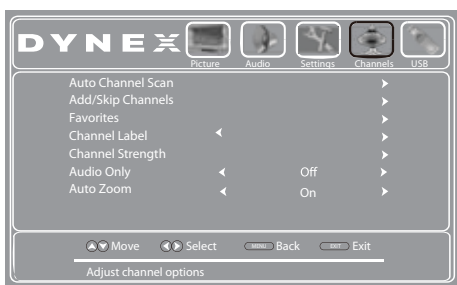 DYNEX
Picture Audio Settings Channels USB
Auto Channel Scan
Add/Skip Channels
Favorites
Channel Label
Channel Strength
Audio Only Off
Auto Zoom On
Move Select MENU Back EXIT Exit
Adjust channel options